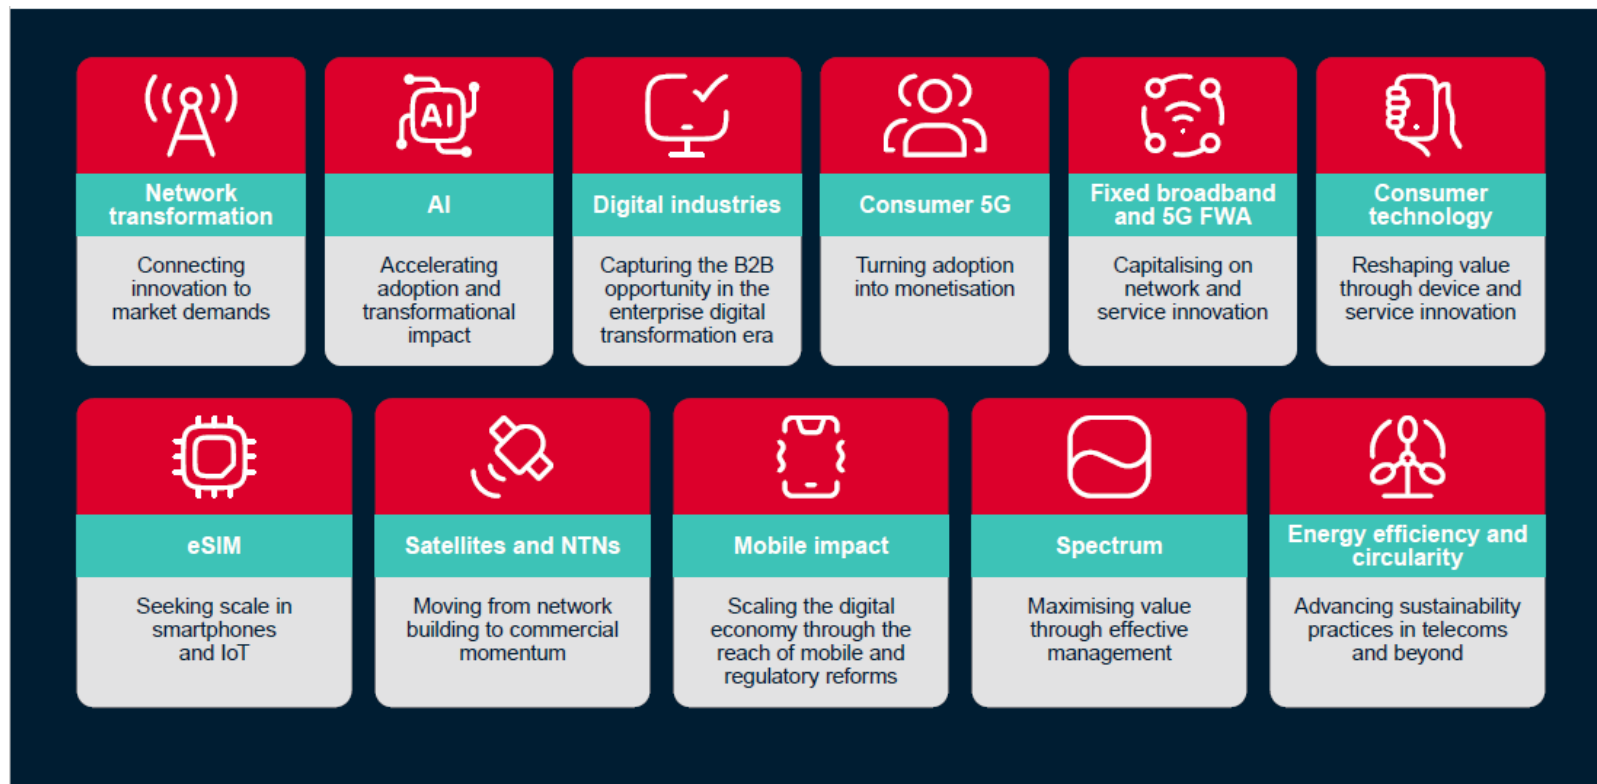 AI
Network
transformation
Connecting
innovation to
market demands
AI
Accelerating
adoption and
transformational
impact
Digital industries
Capturing the B2B
opportunity in the
enterprise digital
transformation era
Consumer 5G
Turning adoption
into monetisation
Fixed broadband
and 5G FWA
Capitalising on
network and
service innovation
Consumer
technology
Reshaping value
through device and
service innovation
eSIM
Seeking scale in
smartphones
and IoT
Satellites and NTNs
Moving from network
building to commercial
momentum
Mobile impact
Scaling the digital
economy through the
reach of mobile and
regulatory reforms
Spectrum
Maximising value
through effective
management
Energy efficiency and
circularity
Advancing sustainability
practices in telecoms
and beyond